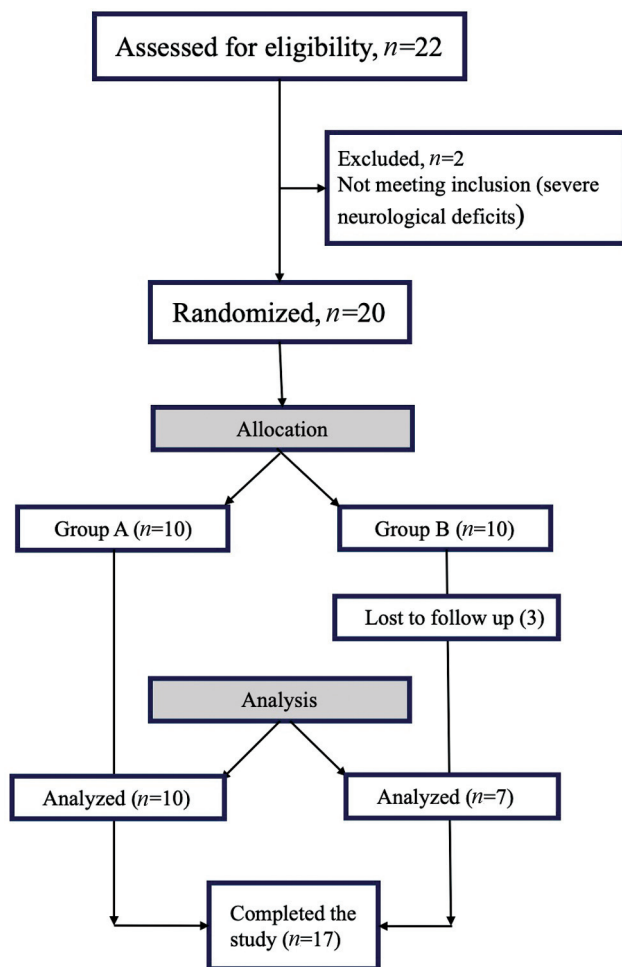 Assessed for eligibility, n=22
Excluded, n=2
Not meeting inclusion (severe
neurological deficits)
Randomized, n=20
Allocation
Group A (n=10)
Group B (n=10)
Lost to follow up (3)
Analysis
Analyzed (n=10)
Analyzed (n=7)
Completed the
study (n=17)